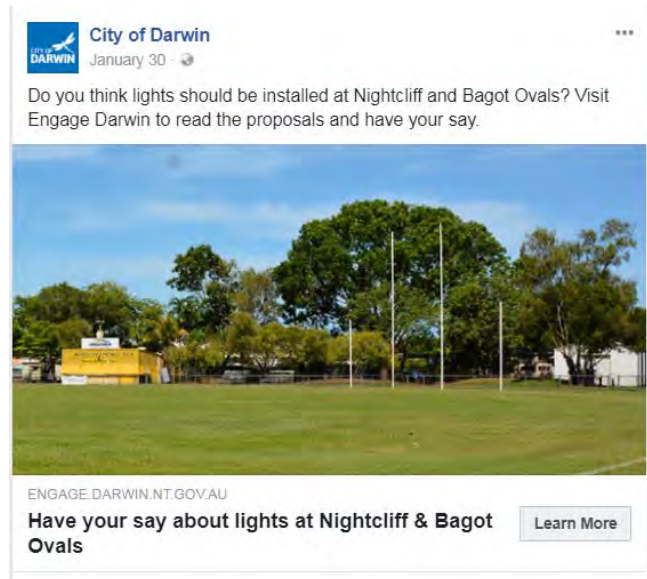 CITY OF
DARWIN
City of Darwin
January 30
Do you think lights should be installed at Nightcliff and Bagot Ovals? Visit
Engage Darwin to read the proposals and have your say.
ENGAGE.DARWIN.NT.GOV.AU
Have your say about lights at Nightcliff & Bagot
Ovals
Learn More